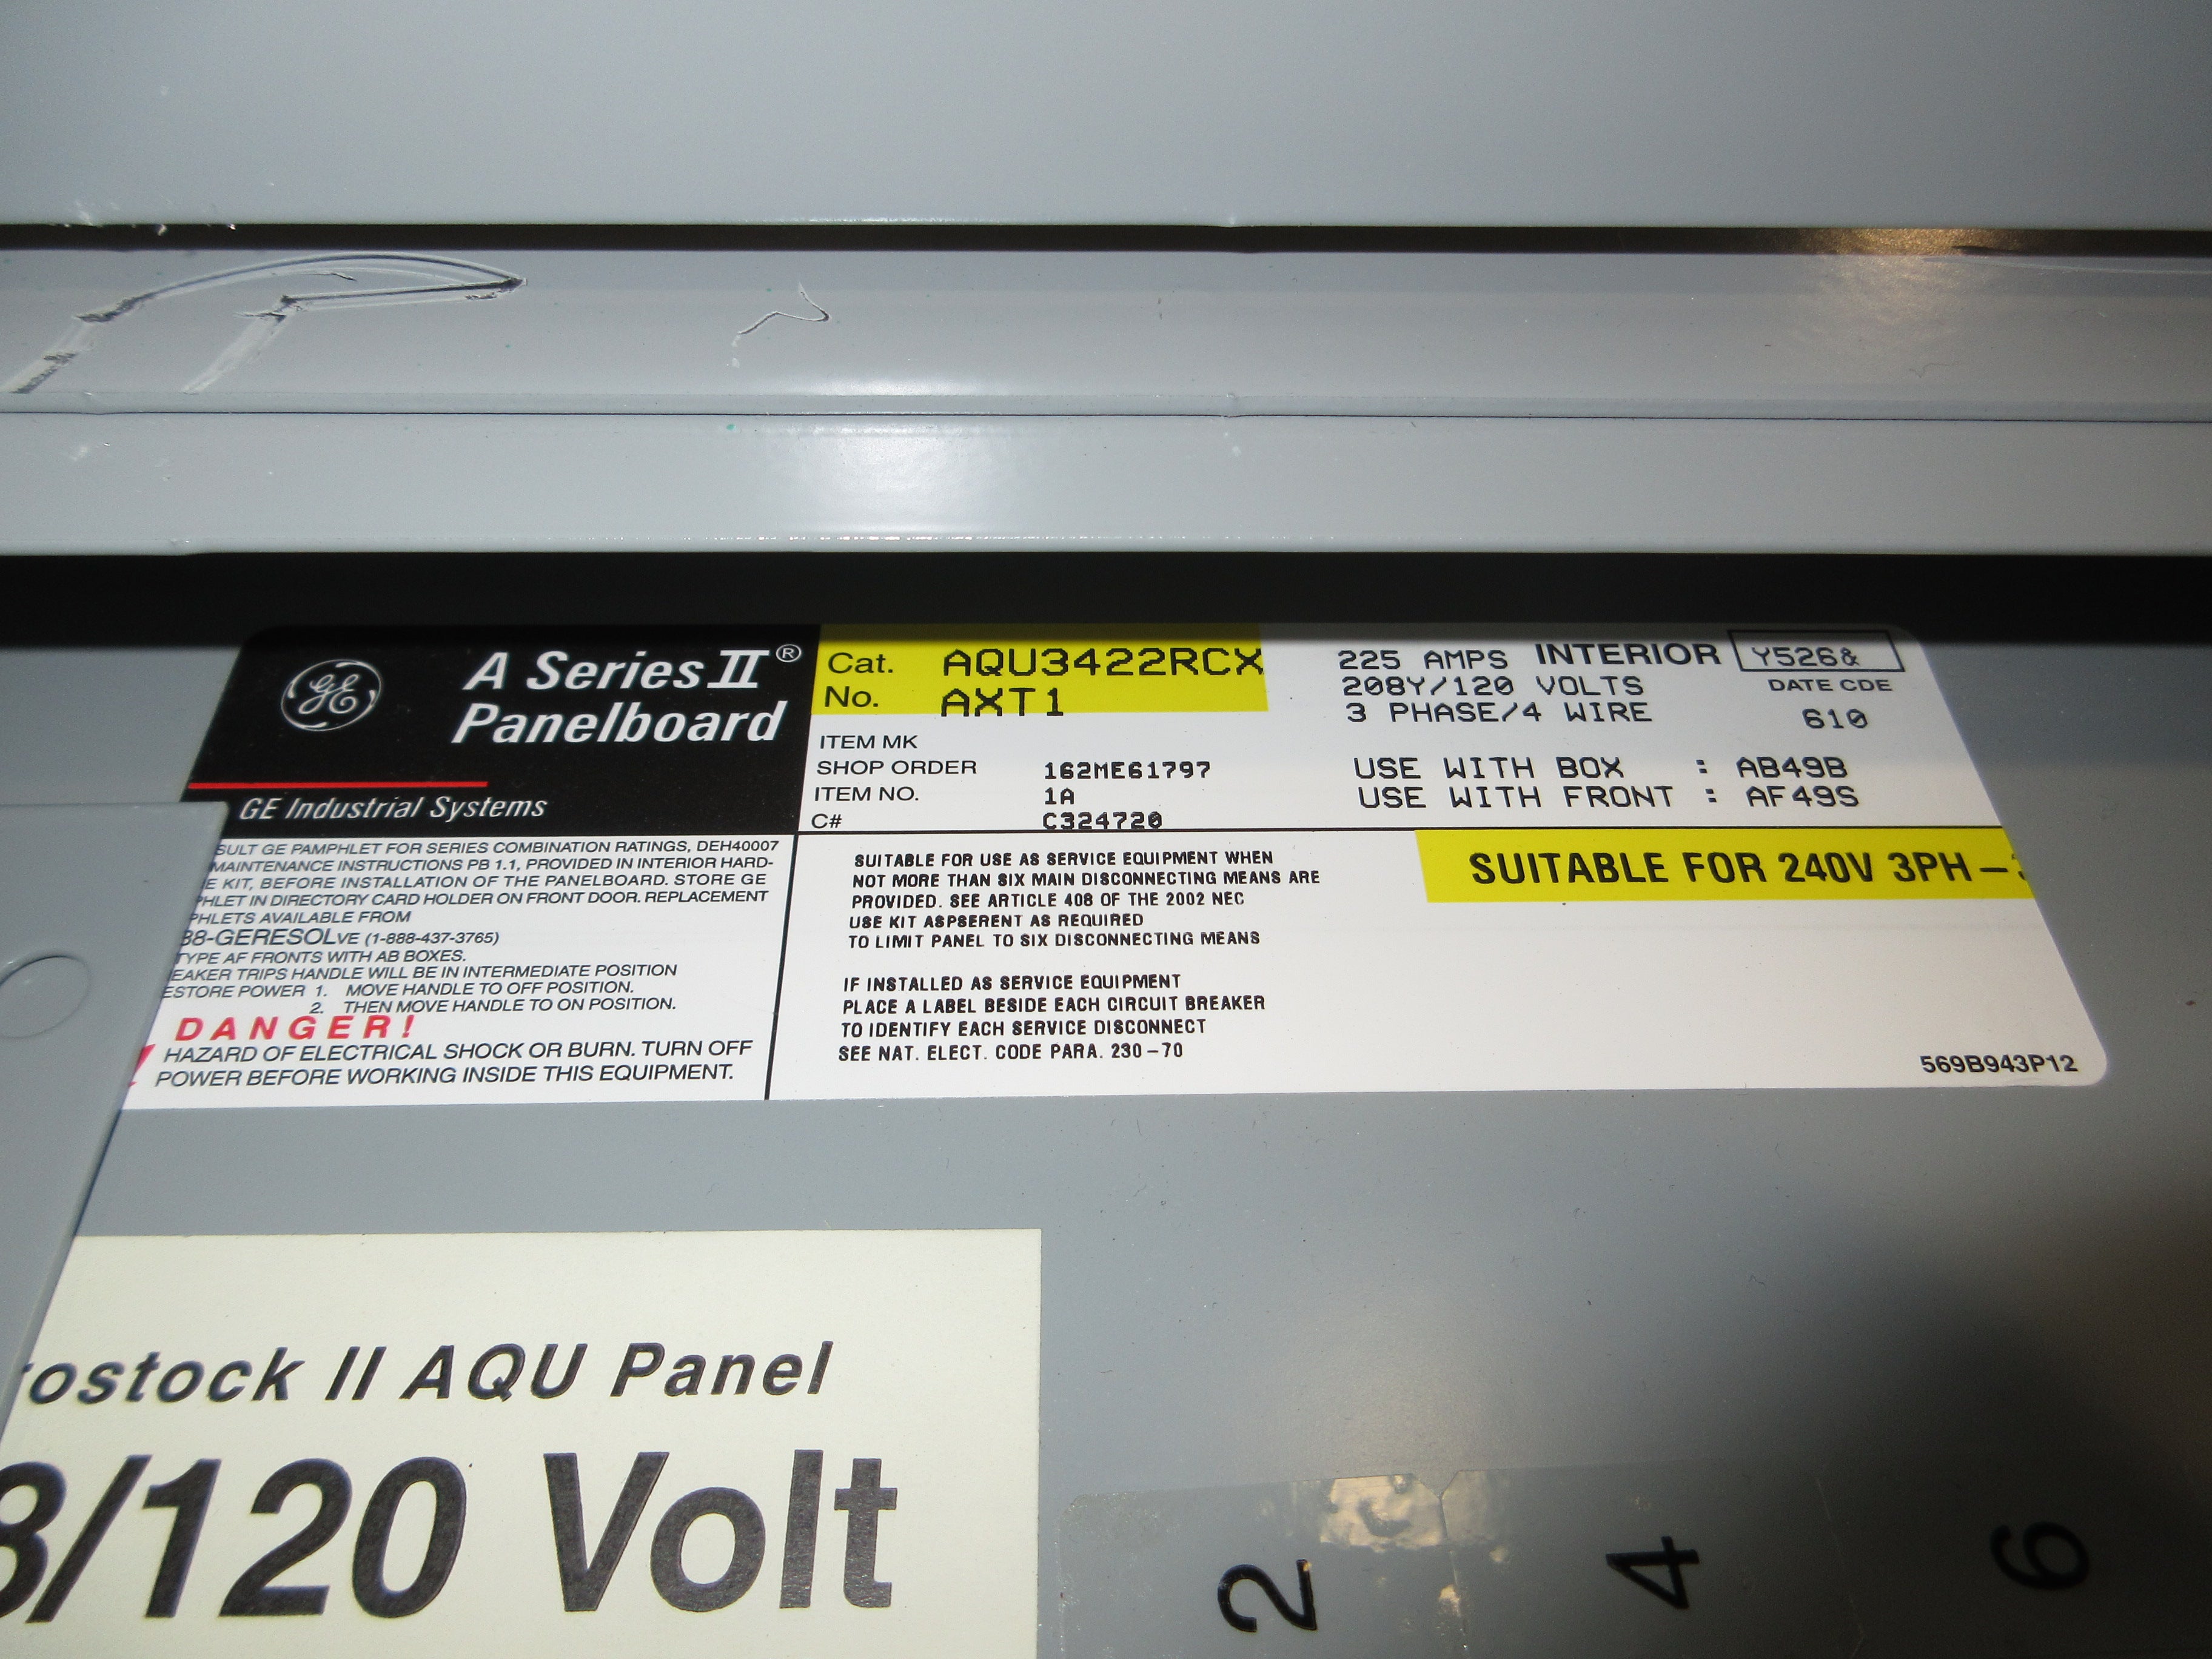 GE
A Series II®
Panelboard
GE Industrial Systems
Cat. AQU3422RCX
No. AXT1
ITEM MK
SHOP ORDER 162ME61797
ITEM NO. 1A
C# C324720
225 AMPS INTERIOR Y526&
208Y/120 VOLTS DATE CDE
3 PHASE/4 WIRE 610
USE WITH BOX : AB49B
USE WITH FRONT : AF49S
SULT GE PAMPHLET FOR SERIES COMBINATION RATINGS, DEH40007
MAINTENANCE INSTRUCTIONS PB 1.1, PROVIDED IN INTERIOR HARD-
E KIT, BEFORE INSTALLATION OF THE PANELBOARD. STORE GE
PHLET IN DIRECTORY CARD HOLDER ON FRONT DOOR. REPLACEMENT
PHLETS AVAILABLE FROM
88-GERESOLVE (1-888-437-3765)
TYPE AF FRONTS WITH AB BOXES.
EAKER TRIPS HANDLE WILL BE IN INTERMEDIATE POSITION
ESTORE POWER 1. MOVE HANDLE TO OFF POSITION.
2. THEN MOVE HANDLE TO ON POSITION.
DANGER!
HAZARD OF ELECTRICAL SHOCK OR BURN. TURN OFF
POWER BEFORE WORKING INSIDE THIS EQUIPMENT.
SUITABLE FOR USE AS SERVICE EQUIPMENT WHEN
NOT MORE THAN SIX MAIN DISCONNECTING MEANS ARE
PROVIDED. SEE ARTICLE 408 OF THE 2002 NEC
USE KIT ASPSERENT AS REQUIRED
TO LIMIT PANEL TO SIX DISCONNECTING MEANS
IF INSTALLED AS SERVICE EQUIPMENT
PLACE A LABEL BESIDE EACH CIRCUIT BREAKER
TO IDENTIFY EACH SERVICE DISCONNECT
SEE NAT. ELECT. CODE PARA. 230-70
SUITABLE FOR 240V 3PH-
569B943P12
rostock II AQU Panel
8/120 Volt
2 4 6